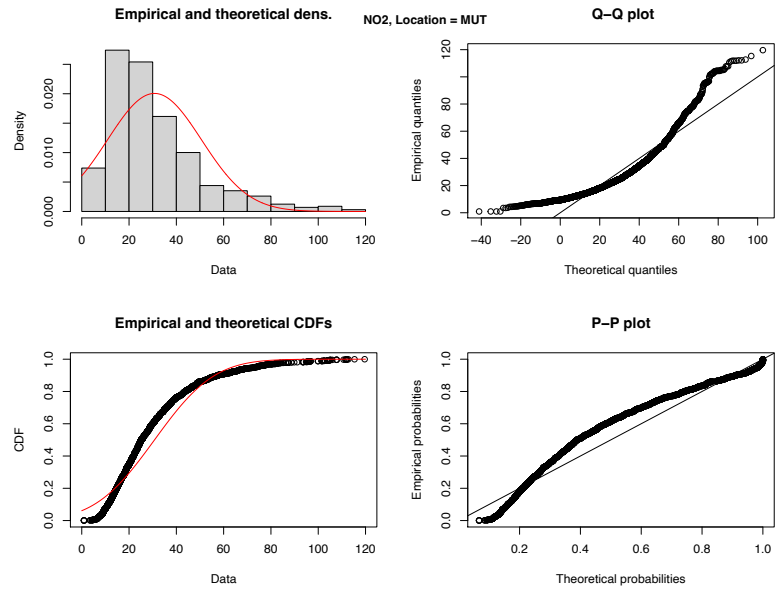 NO2, Location = MUT
Empirical and theoretical dens.
Density
0.000 0.010 0.020
0 20 40 60 80 100 120
Data
Q−Q plot
Empirical quantiles
0 20 40 60 80 120
−40 −20 0 20 40 60 80 100
Theoretical quantiles
Empirical and theoretical CDFs
CDF
0.0 0.2 0.4 0.6 0.8 1.0
0 20 40 60 80 100 120
Data
P−P plot
Empirical probabilities
0.0 0.2 0.4 0.6 0.8 1.0
0.2 0.4 0.6 0.8 1.0
Theoretical probabilities